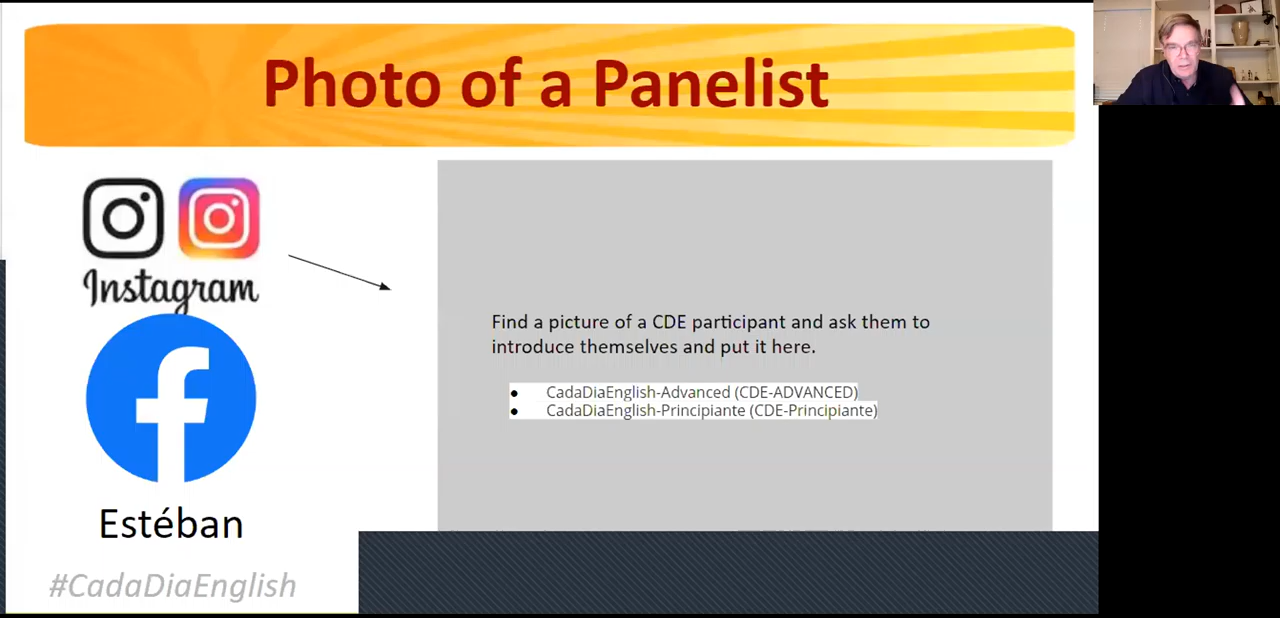 Photo of a Panelist
Instagram
Find a picture of a CDE participant and ask them to
introduce themselves and put it here.
CadaDiaEnglish-Advanced (CDE-ADVANCED)
CadaDiaEnglish-Principiante (CDE-Principiante)
Estéban
#CadaDiaEnglish